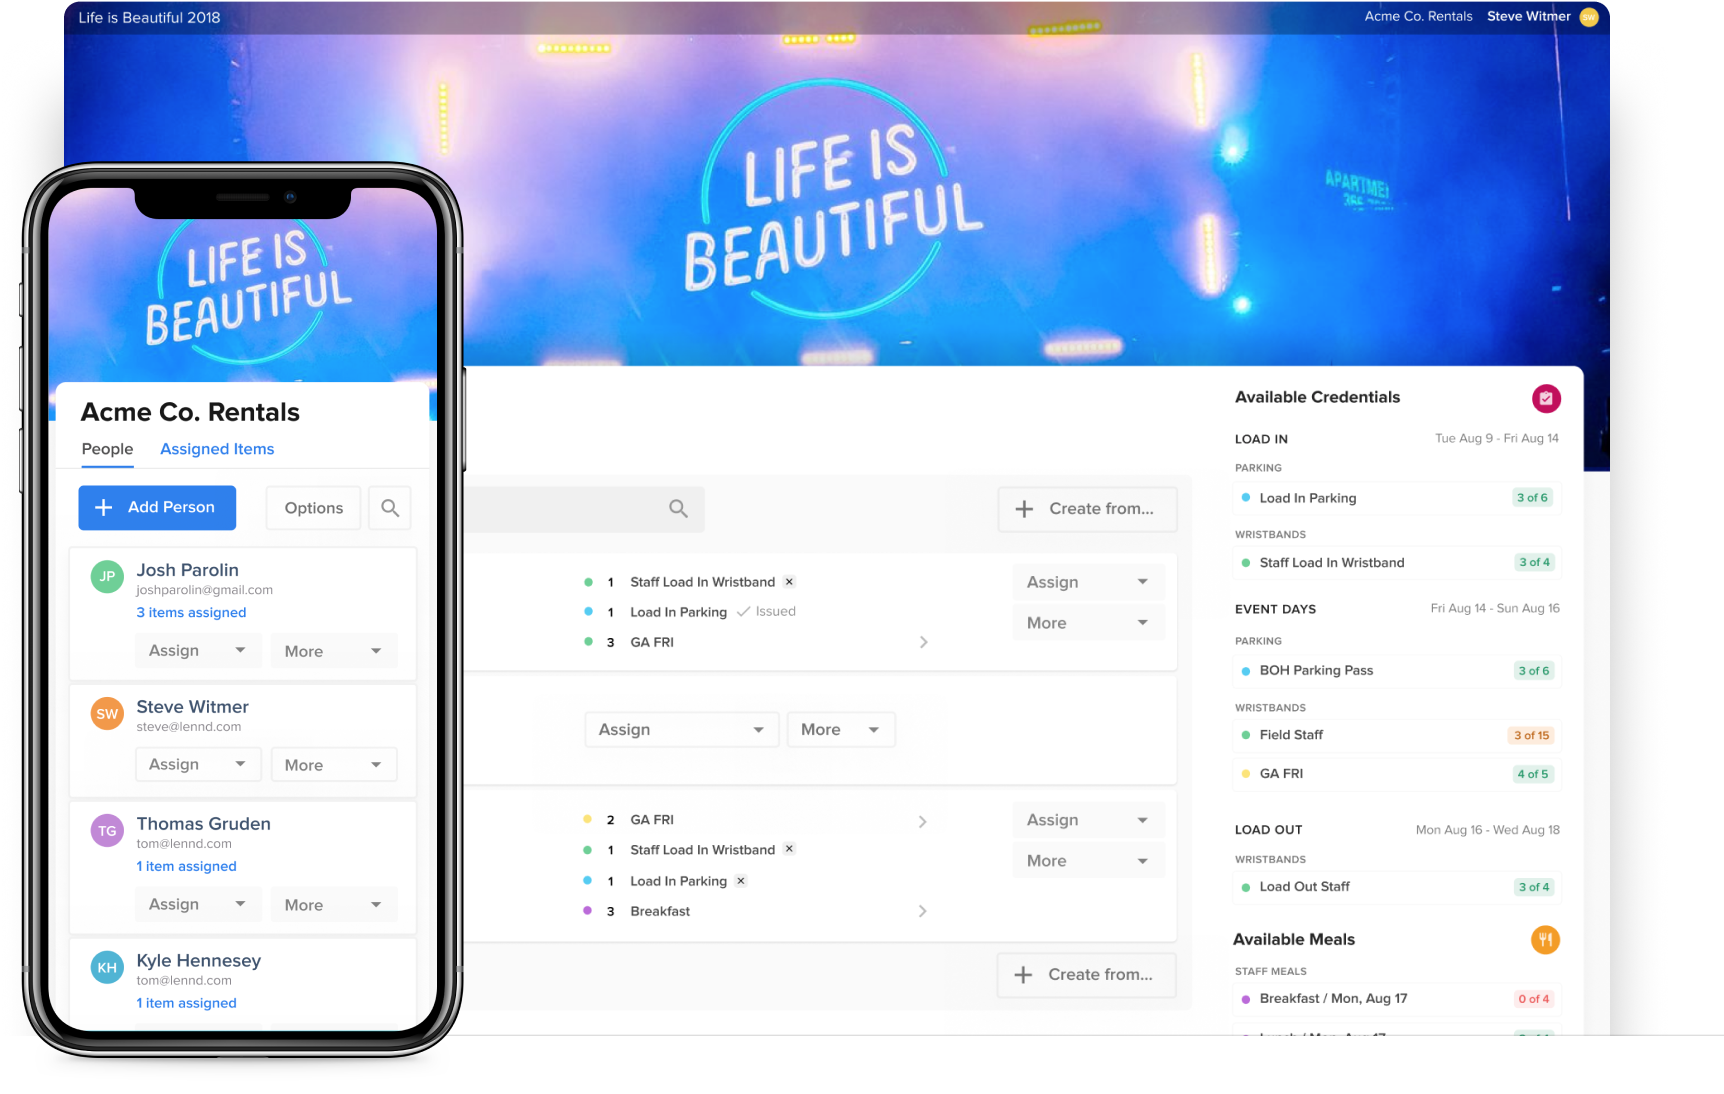 Life is Beautiful 2018
Acme Co. Rentals Steve Witmer SW
LIFE IS
BEAUTIFUL
APARTMENT
LIFE IS
BEAUTIFUL
Acme Co. Rentals
People Assigned Items
+ Add Person Options
JP Josh Parolin
joshparolin@gmail.com
3 items assigned
Assign More
SW Steve Witmer
steve@lennd.com
Assign More
TG Thomas Gruden
tom@lennd.com
1 item assigned
Assign More
KH Kyle Hennesey
tom@lennd.com
1 item assigned
+ Create from...
1 Staff Load In Wristband ×
1 Load In Parking ✓ Issued
3 GA FRI
Assign
More
Assign More
2 GA FRI
1 Staff Load In Wristband ×
1 Load In Parking ×
3 Breakfast
Assign
More
+ Create from...
Available Credentials
LOAD IN Tue Aug 9 - Fri Aug 14
PARKING
Load In Parking 3 of 6
WRISTBANDS
Staff Load In Wristband 3 of 4
EVENT DAYS Fri Aug 14 - Sun Aug 16
PARKING
BOH Parking Pass 3 of 6
WRISTBANDS
Field Staff 3 of 15
GA FRI 4 of 5
LOAD OUT Mon Aug 16 - Wed Aug 18
WRISTBANDS
Load Out Staff 3 of 4
Available Meals
STAFF MEALS
Breakfast / Mon, Aug 17 0 of 4